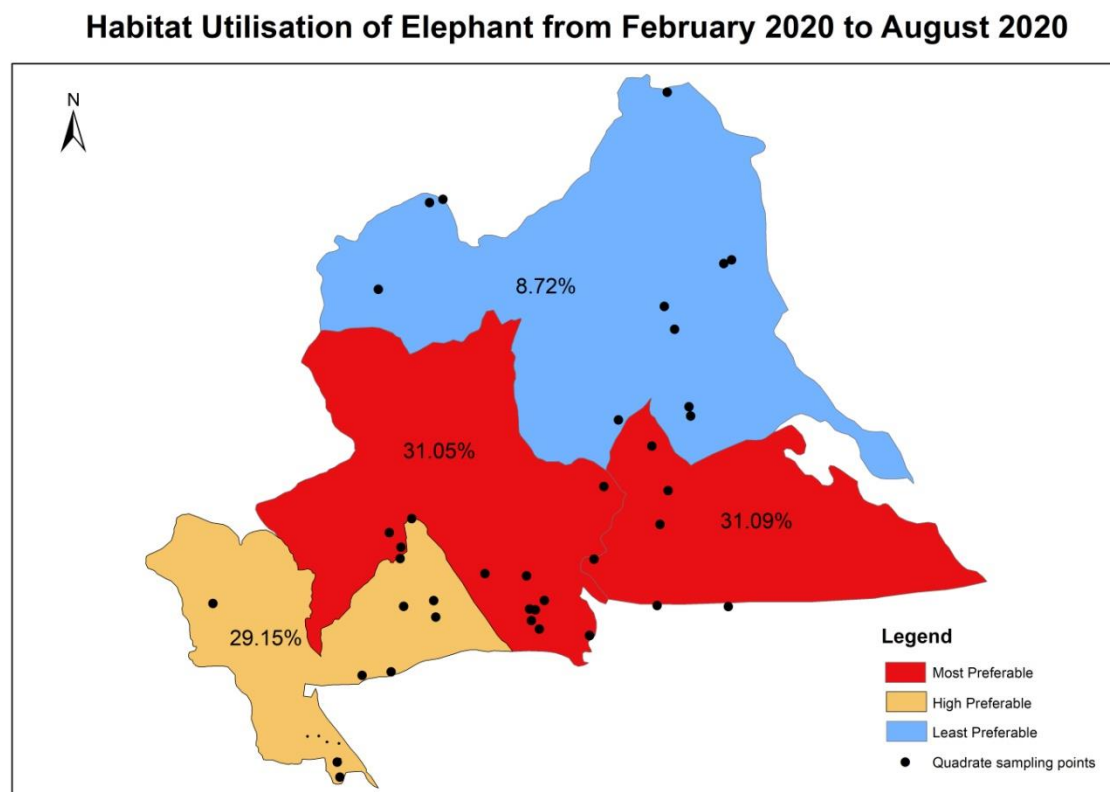 Habitat Utilisation of Elephant from February 2020 to August 2020
N
8.72%
31.05%
31.09%
29.15%
Legend
Most Preferable
High Preferable
Least Preferable
Quadrate sampling points